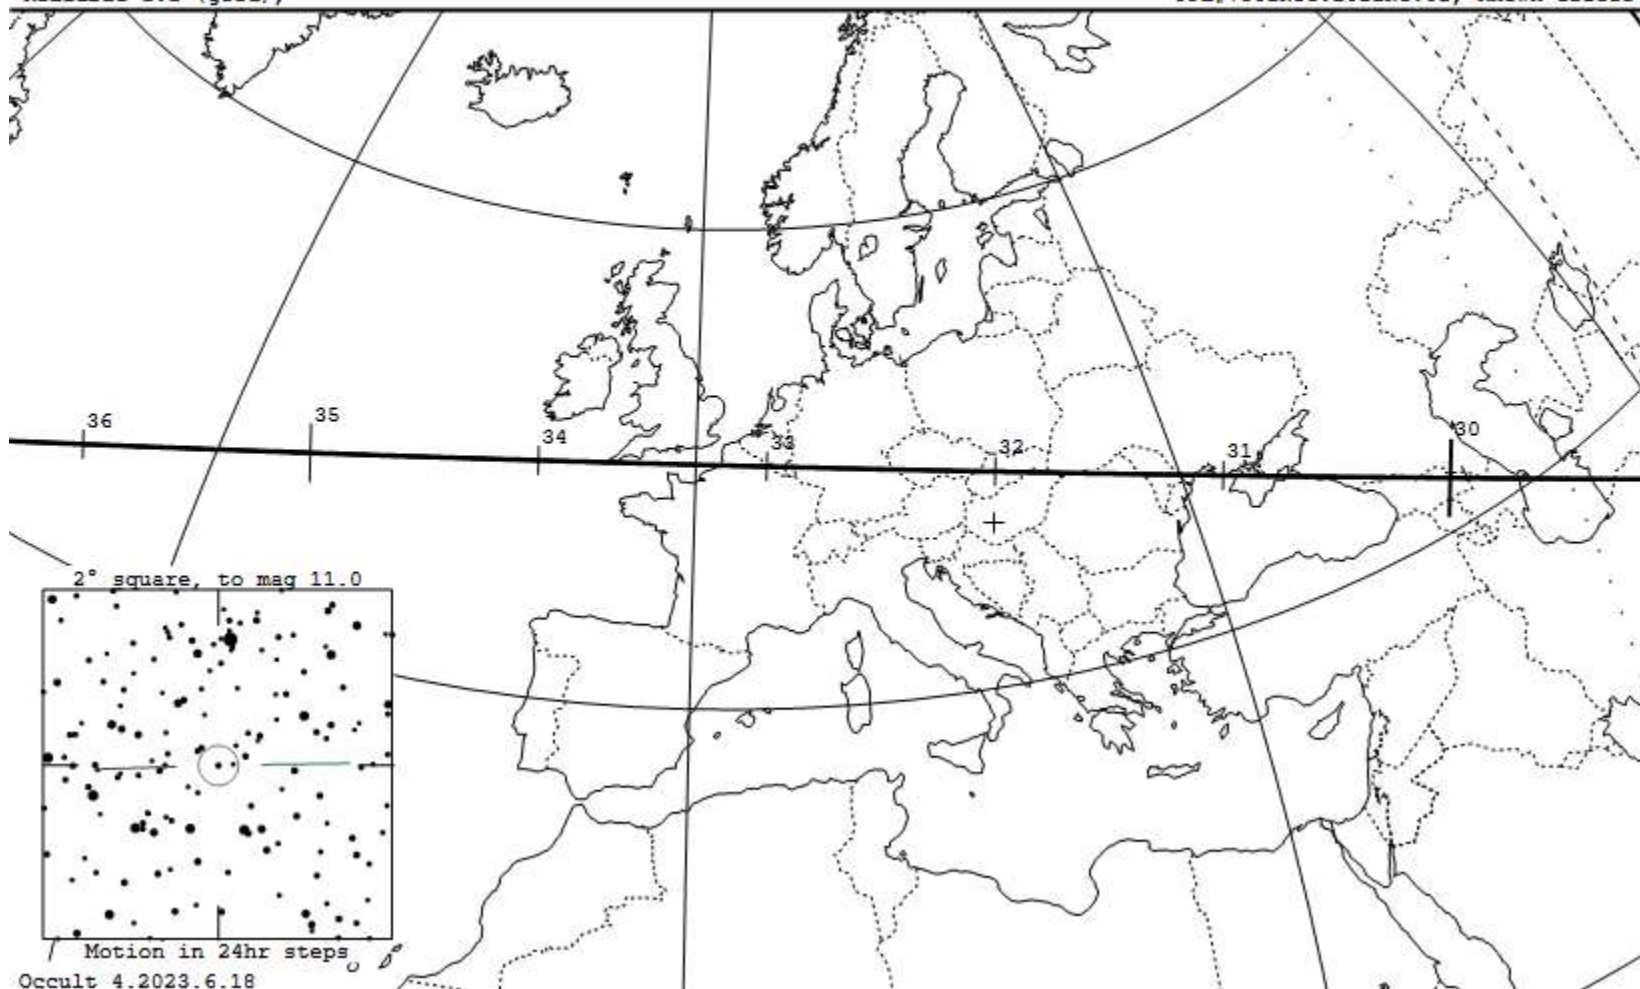 36
35
34
33
32
31
30
2° square, to mag 11.0
Motion in 24hr steps
Occult 4.2023.6.18